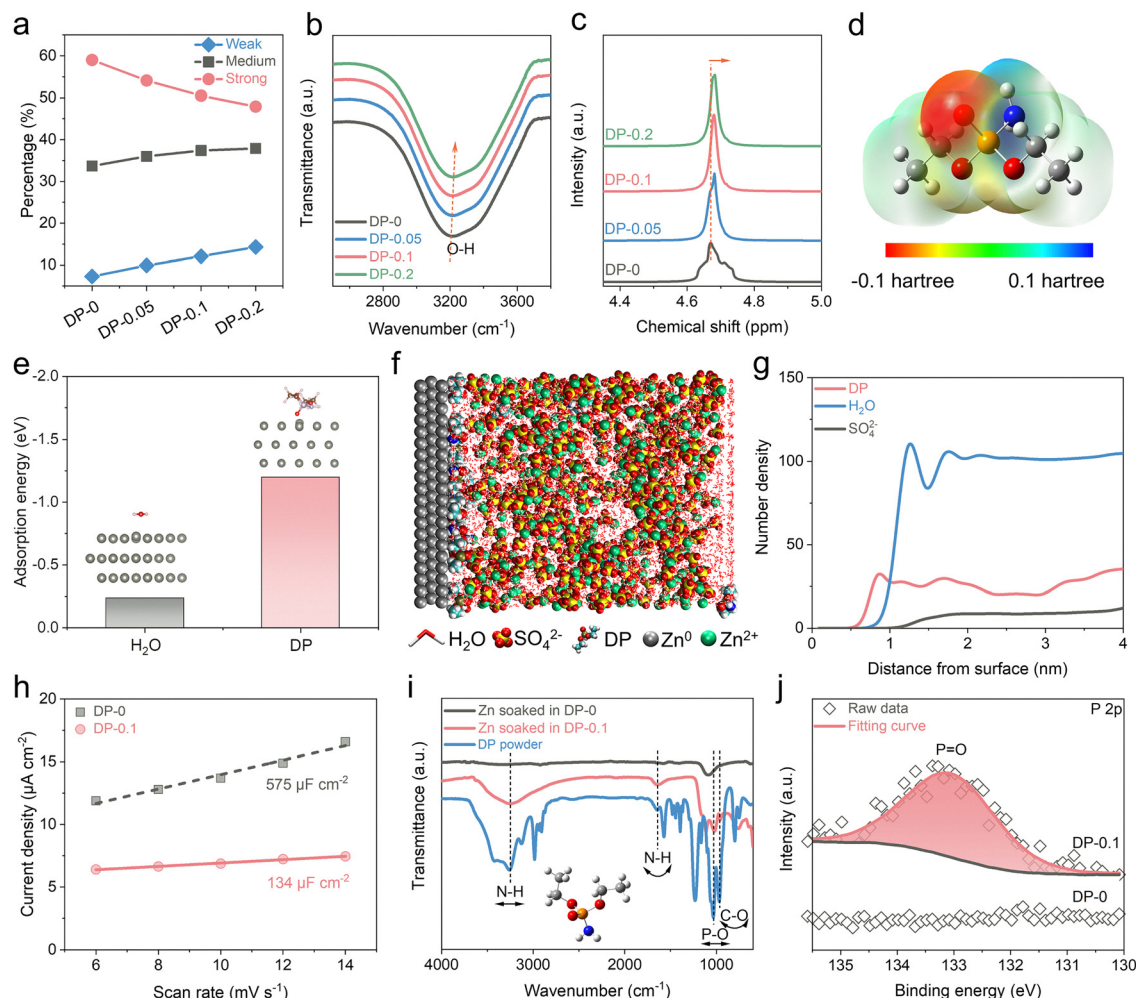 a
Weak
Medium
Strong
Percentage (%)
60
50
40
30
20
10
DP-0
DP-0.05
DP-0.1
DP-0.2
b
Transmittance (a.u.)
DP-0
DP-0.05
DP-0.1
DP-0.2
O-H
2800
3200
3600
Wavenumber (cm⁻¹)
c
Intensity (a.u.)
DP-0.2
DP-0.1
DP-0.05
DP-0
4.4
4.6
4.8
5.0
Chemical shift (ppm)
d
-0.1 hartree
0.1 hartree
e
Adsorption energy (eV)
-2.0
-1.5
-1.0
-0.5
0.0
H₂O
DP
f
H₂O
SO₄²⁻
DP
Zn⁰
Zn²⁺
g
DP
H₂O
SO₄²⁻
Number density
150
100
50
0
0
1
2
3
4
Distance from surface (nm)
h
DP-0
DP-0.1
Current density (µA cm⁻²)
25
20
15
10
5
0
575 µF cm⁻²
134 µF cm⁻²
6
8
10
12
14
Scan rate (mV s⁻¹)
i
Zn soaked in DP-0
Zn soaked in DP-0.1
DP powder
Transmittance (a.u.)
N-H
N-H
C-O
P-O
4000
3000
2000
1000
Wavenumber (cm⁻¹)
j
Raw data
Fitting curve
P 2p
P=O
DP-0.1
DP-0
Intensity (a.u.)
135
134
133
132
131
130
Binding energy (eV)